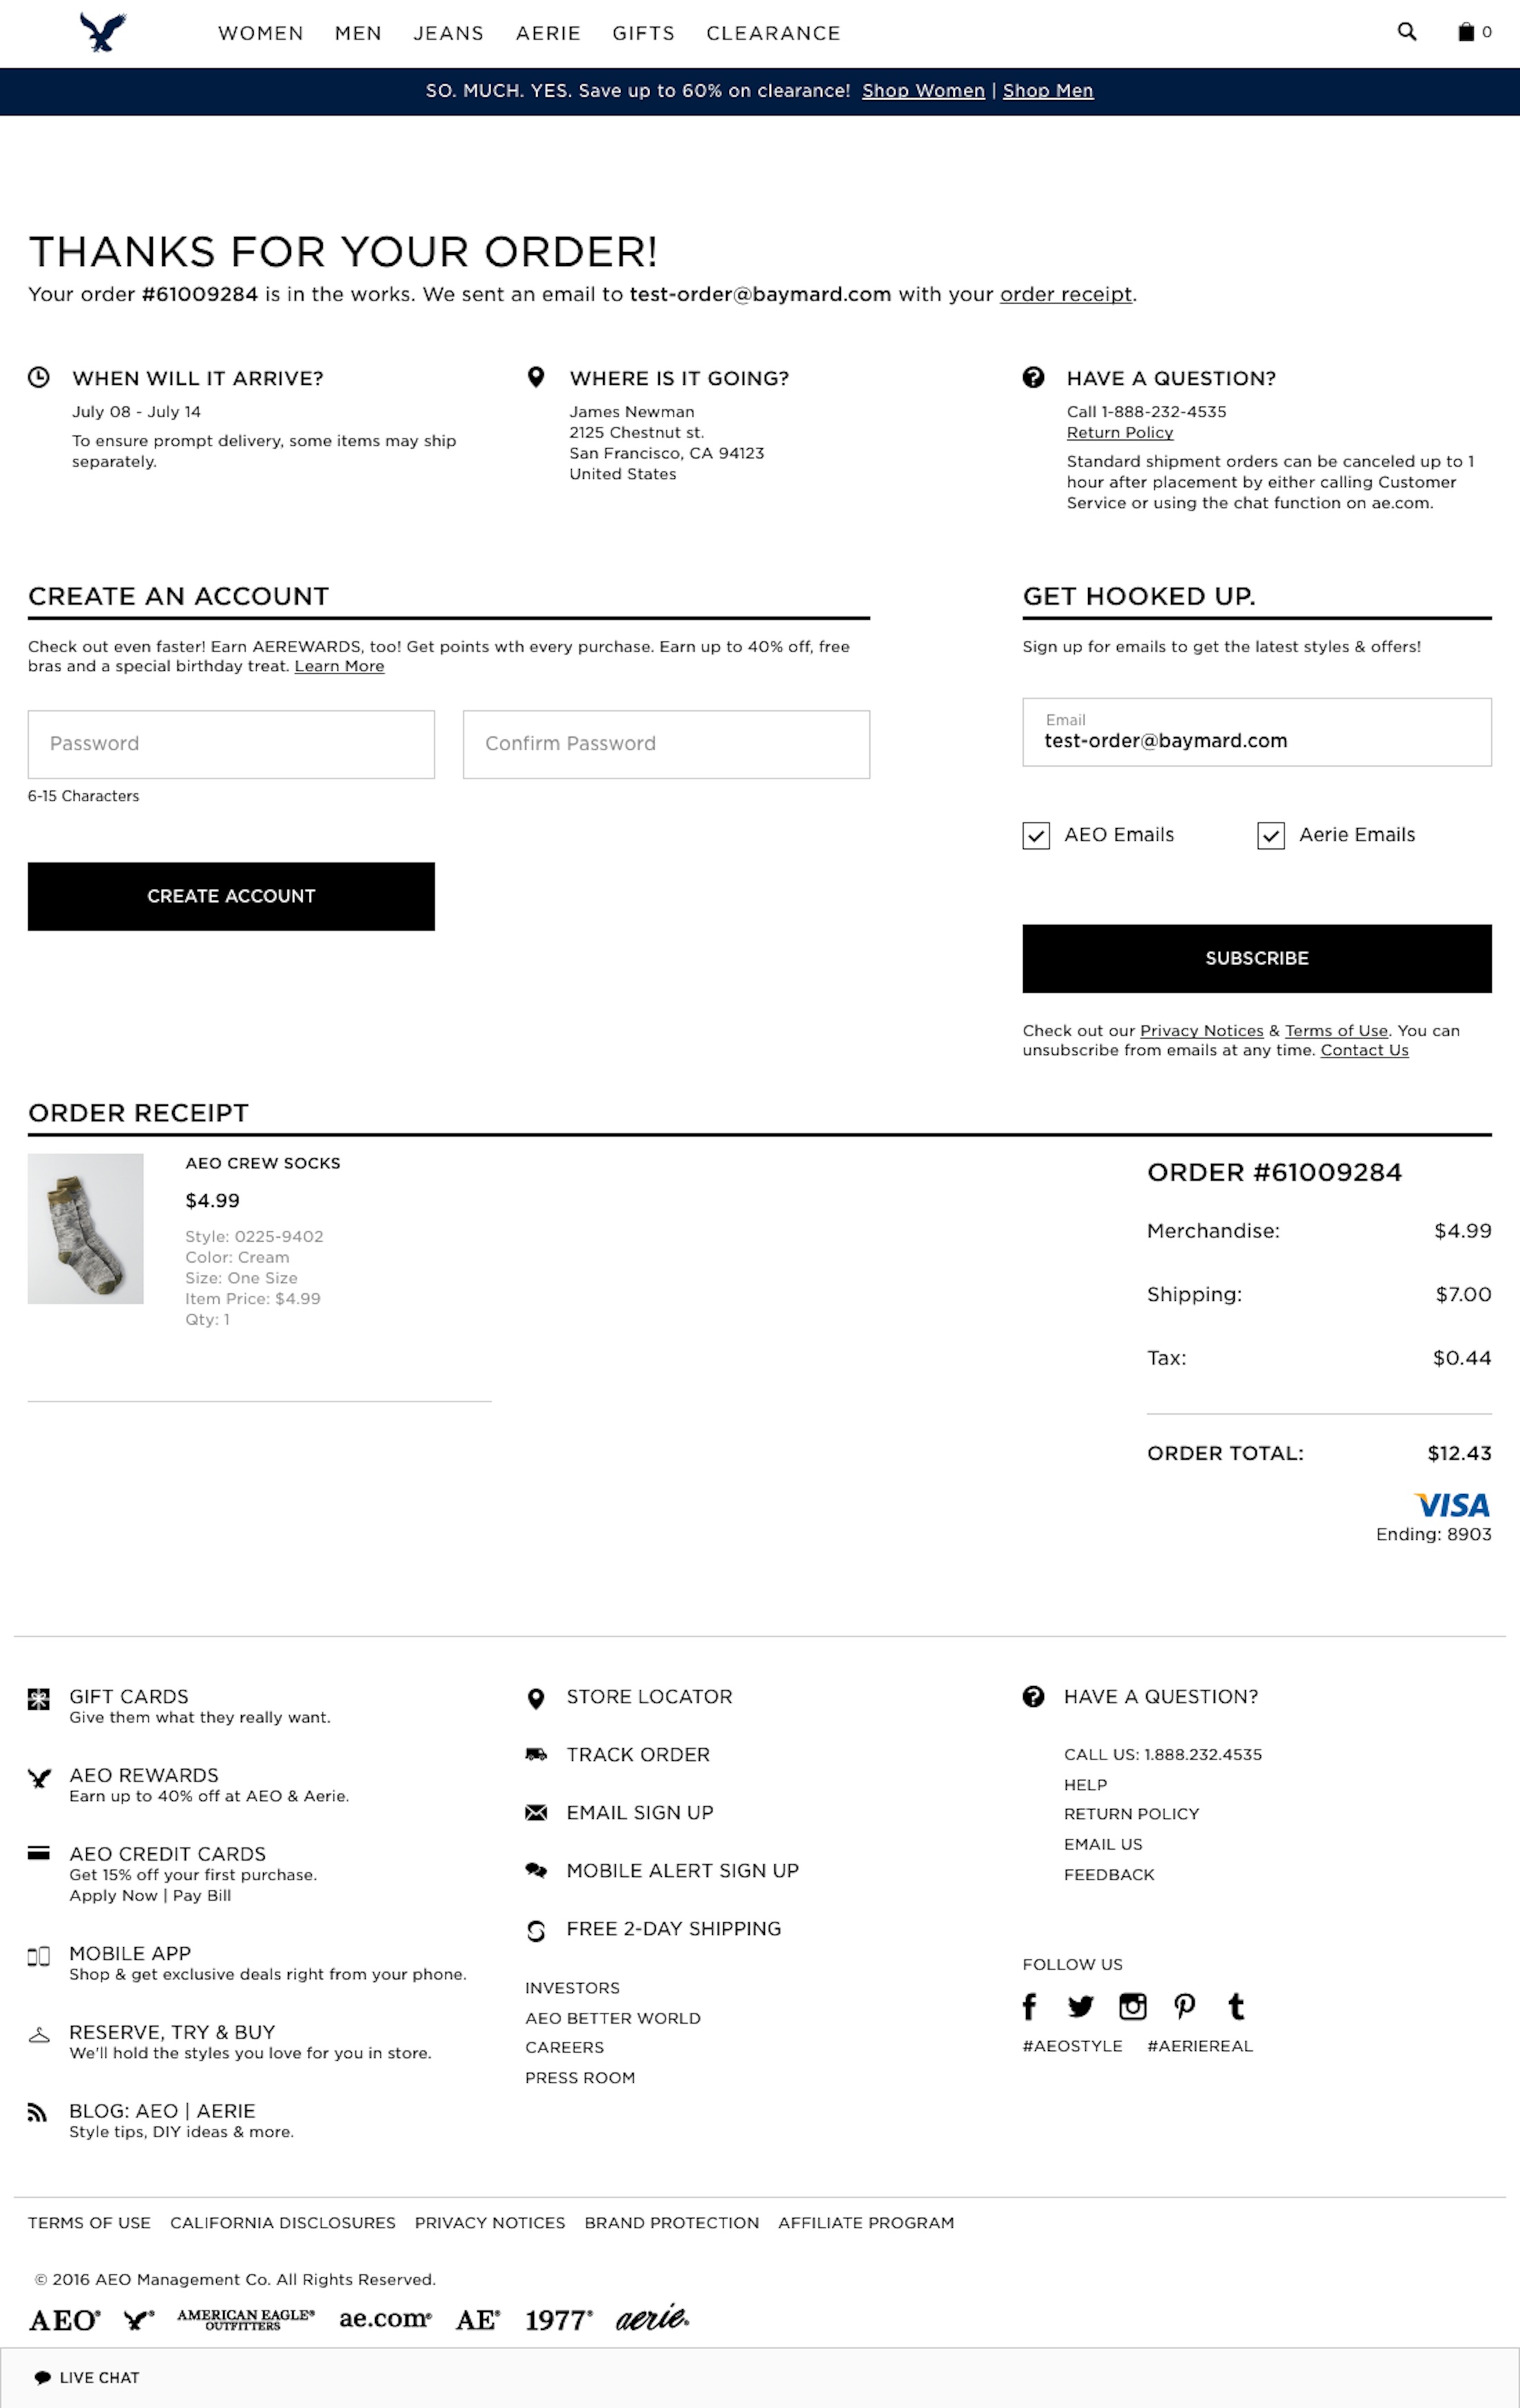 WOMEN MEN JEANS AERIE GIFTS CLEARANCE 0
SO. MUCH. YES. Save up to 60% on clearance! Shop Women | Shop Men
THANKS FOR YOUR ORDER!
Your order #61009284 is in the works. We sent an email to test-order@baymard.com with your order receipt.
WHEN WILL IT ARRIVE?
July 08 - July 14
To ensure prompt delivery, some items may ship
separately.
WHERE IS IT GOING?
James Newman
2125 Chestnut st.
San Francisco, CA 94123
United States
HAVE A QUESTION?
Call 1-888-232-4535
Return Policy
Standard shipment orders can be canceled up to 1
hour after placement by either calling Customer
Service or using the chat function on ae.com.
CREATE AN ACCOUNT
Check out even faster! Earn AEREWARDS, too! Get points wth every purchase. Earn up to 40% off, free
bras and a special birthday treat. Learn More
Password
Confirm Password
6-15 Characters
CREATE ACCOUNT
GET HOOKED UP.
Sign up for emails to get the latest styles & offers!
Email
test-order@baymard.com
AEO Emails
Aerie Emails
SUBSCRIBE
Check out our Privacy Notices & Terms of Use. You can
unsubscribe from emails at any time. Contact Us
ORDER RECEIPT
AEO CREW SOCKS
$4.99
Style: 0225-9402
Color: Cream
Size: One Size
Item Price: $4.99
Qty: 1
ORDER #61009284
Merchandise: $4.99
Shipping: $7.00
Tax: $0.44
ORDER TOTAL: $12.43
VISA
Ending: 8903
GIFT CARDS
Give them what they really want.
AEO REWARDS
Earn up to 40% off at AEO & Aerie.
AEO CREDIT CARDS
Get 15% off your first purchase.
Apply Now | Pay Bill
MOBILE APP
Shop & get exclusive deals right from your phone.
RESERVE, TRY & BUY
We'll hold the styles you love for you in store.
BLOG: AEO | AERIE
Style tips, DIY ideas & more.
STORE LOCATOR
TRACK ORDER
EMAIL SIGN UP
MOBILE ALERT SIGN UP
FREE 2-DAY SHIPPING
INVESTORS
AEO BETTER WORLD
CAREERS
PRESS ROOM
HAVE A QUESTION?
CALL US: 1.888.232.4535
HELP
RETURN POLICY
EMAIL US
FEEDBACK
FOLLOW US
#AEOSTYLE #AERIEREAL
TERMS OF USE CALIFORNIA DISCLOSURES PRIVACY NOTICES BRAND PROTECTION AFFILIATE PROGRAM
© 2016 AEO Management Co. All Rights Reserved.
AEO® ® AMERICAN EAGLE® OUTFITTERS ae.com® AE® 1977® aerie®
LIVE CHAT